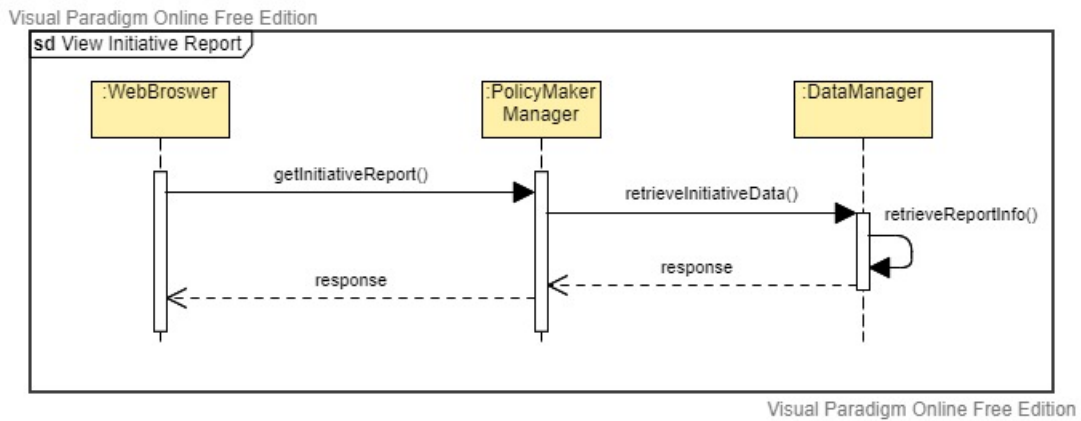 Visual Paradigm Online Free Edition
sd View Initiative Report
:WebBroswer
:PolicyMaker
Manager
:DataManager
getInitiativeReport()
retrieveInitiativeData()
retrieveReportInfo()
response
response
Visual Paradigm Online Free Edition